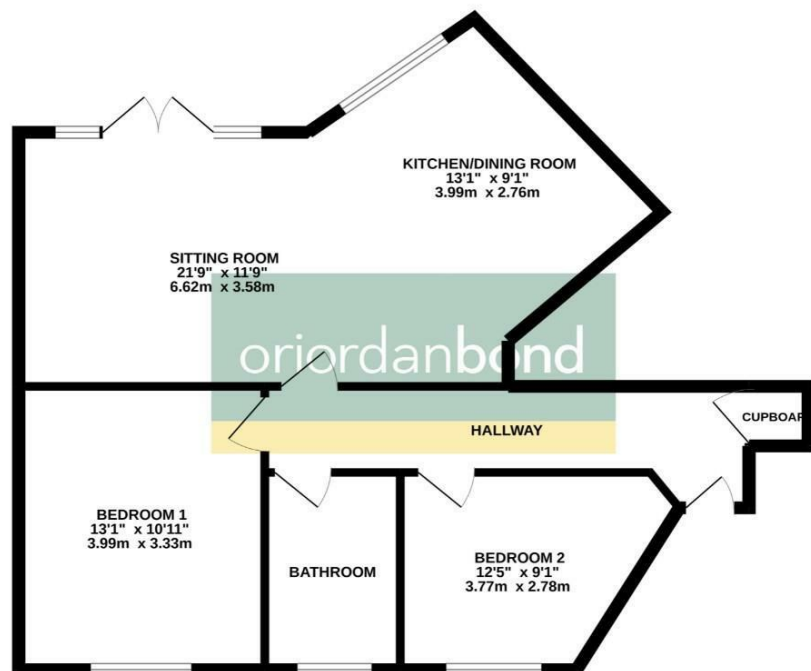 KITCHEN/DINING ROOM
13'1" x 9'1"
3.99m x 2.76m
SITTING ROOM
21'9" x 11'9"
6.62m x 3.58m
oriordanbond
CUPBOAR
HALLWAY
BEDROOM 1
13'1" x 10'11"
3.99m x 3.33m
BATHROOM
BEDROOM 2
12'5" x 9'1"
3.77m x 2.78m